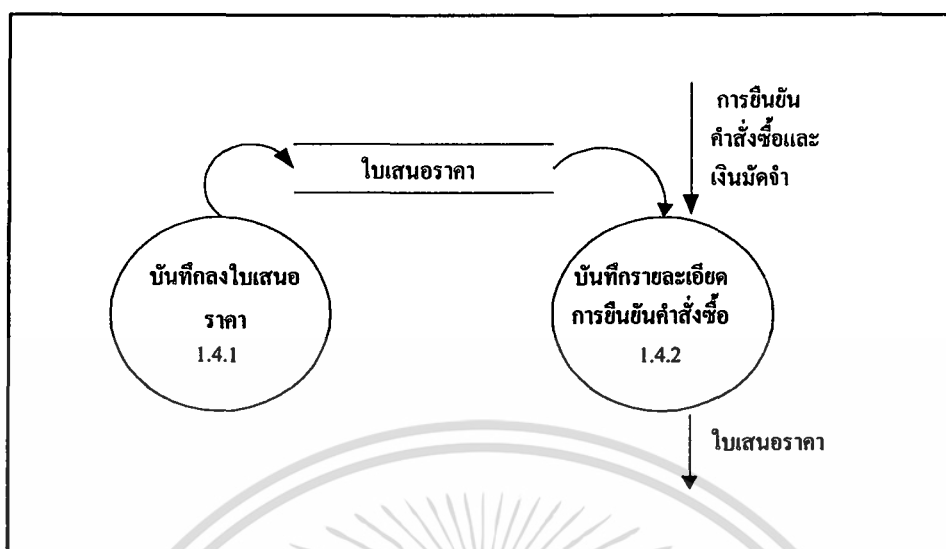 การยืนยัน
คำสั่งซื้อและ
เงินมัดจำ
ใบเสนอราคา
บันทึกลงใบเสนอ
ราคา
1.4.1
บันทึกรายละเอียด
การยืนยันคำสั่งซื้อ
1.4.2
ใบเสนอราคา